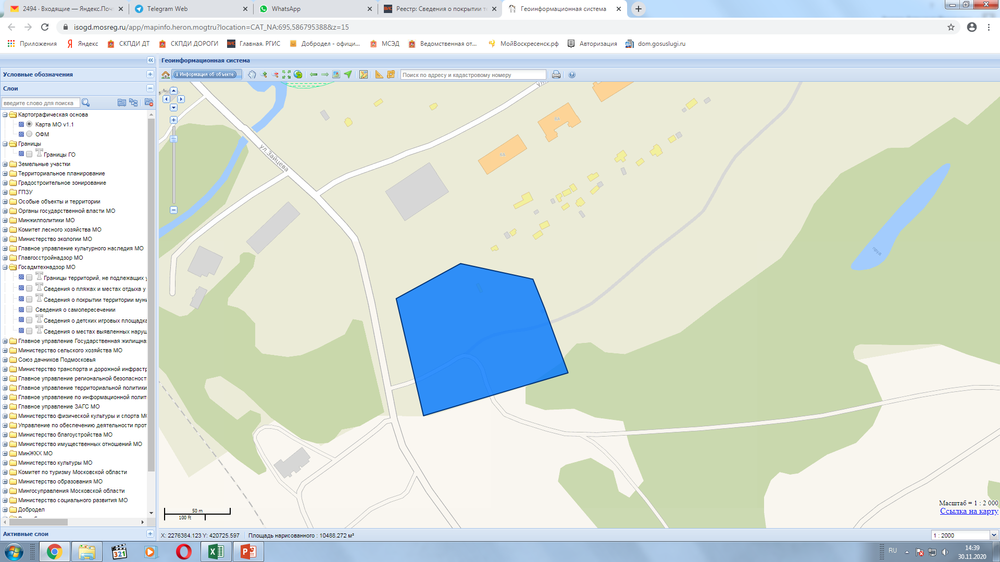 2494 · Входящие — Яндекс.Почт
Telegram Web
WhatsApp
Реестр: Сведения о покрытии те
Геоинформационная система
isogd.mosreg.ru/app/mapinfo.heron.mogtru?location=CAT_NA:695,586795388&z=15
Приложения
Яндекс
СКПДИ ДТ
СКПДИ ДОРОГИ
Главная. РГИС
Добродел - офици...
МСЭД
Ведомственная от...
МойВоскресенск.рф
Авторизация
dom.gosuslugi.ru
Геоинформационная система
Условные обозначения
Информация об объекте
Поиск по адресу и кадастровому номеру
Слои
введите слово для поиска
Картографическая основа
Карта МО v1.1
ОФМ
Границы
Границы ГО
Земельные участки
Территориальное планирование
Градостроительное зонирование
ГПЗУ
Особые объекты и территории
Органы государственной власти МО
Минжилполитики МО
Комитет лесного хозяйства МО
Министерство экологии МО
Главное управление культурного наследия МО
Главгосстройнадзор МО
Госадмтехнадзор МО
Границы территорий, не подлежащих у
Сведения о пляжах и местах отдыха у
Сведения о покрытии территории муни
Сведения о самопересечении
Сведения о детских игровых площадка
Сведения о местах выявленных наруш
Главное управление Государственная жилищная
Министерство сельского хозяйства МО
Союз дачников Подмосковья
Министерство транспорта и дорожной инфрастр
Главное управление региональной безопасност
Главное управление территориальной политики
Главное управление по информационной полит
Главное управление ЗАГС МО
Министерство физической культуры и спорта МО
Управление по обеспечению деятельности прот
Министерство благоустройства МО
Министерство имущественных отношений МО
МинЖКХ МО
Министерство культуры МО
Комитет по туризму Московской области
Министерство образования МО
Мингосуправления Московской области
Министерство социального развития МО
Добродел
Активные слои
ул.Зайцева
ул.
8А
6А
пруд
50 m
100 ft
Масштаб = 1 : 2 000
Ссылка на карту
X: 2276384.123 Y: 420725.597
Площадь нарисованного : 10488.272 м²
1 : 2000
321
RU
14:39
30.11.2020